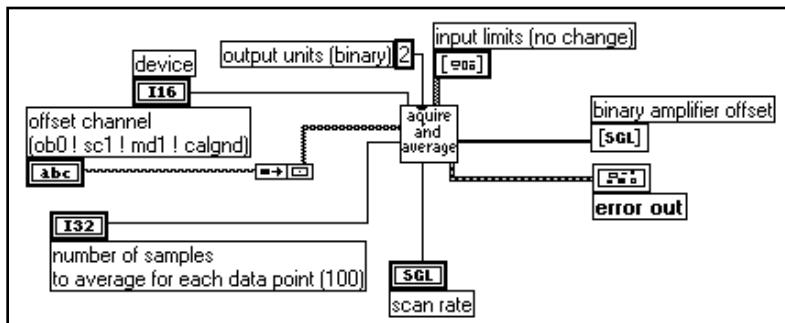 output units (binary) 2
input limits (no change)
device
I16
aquire
and
average
binary amplifier offset
[SGL]
offset channel
(ob0 ! sc1 ! md1 ! calgnd)
abc
error out
I32
number of samples
to average for each data point (100)
SGL
scan rate